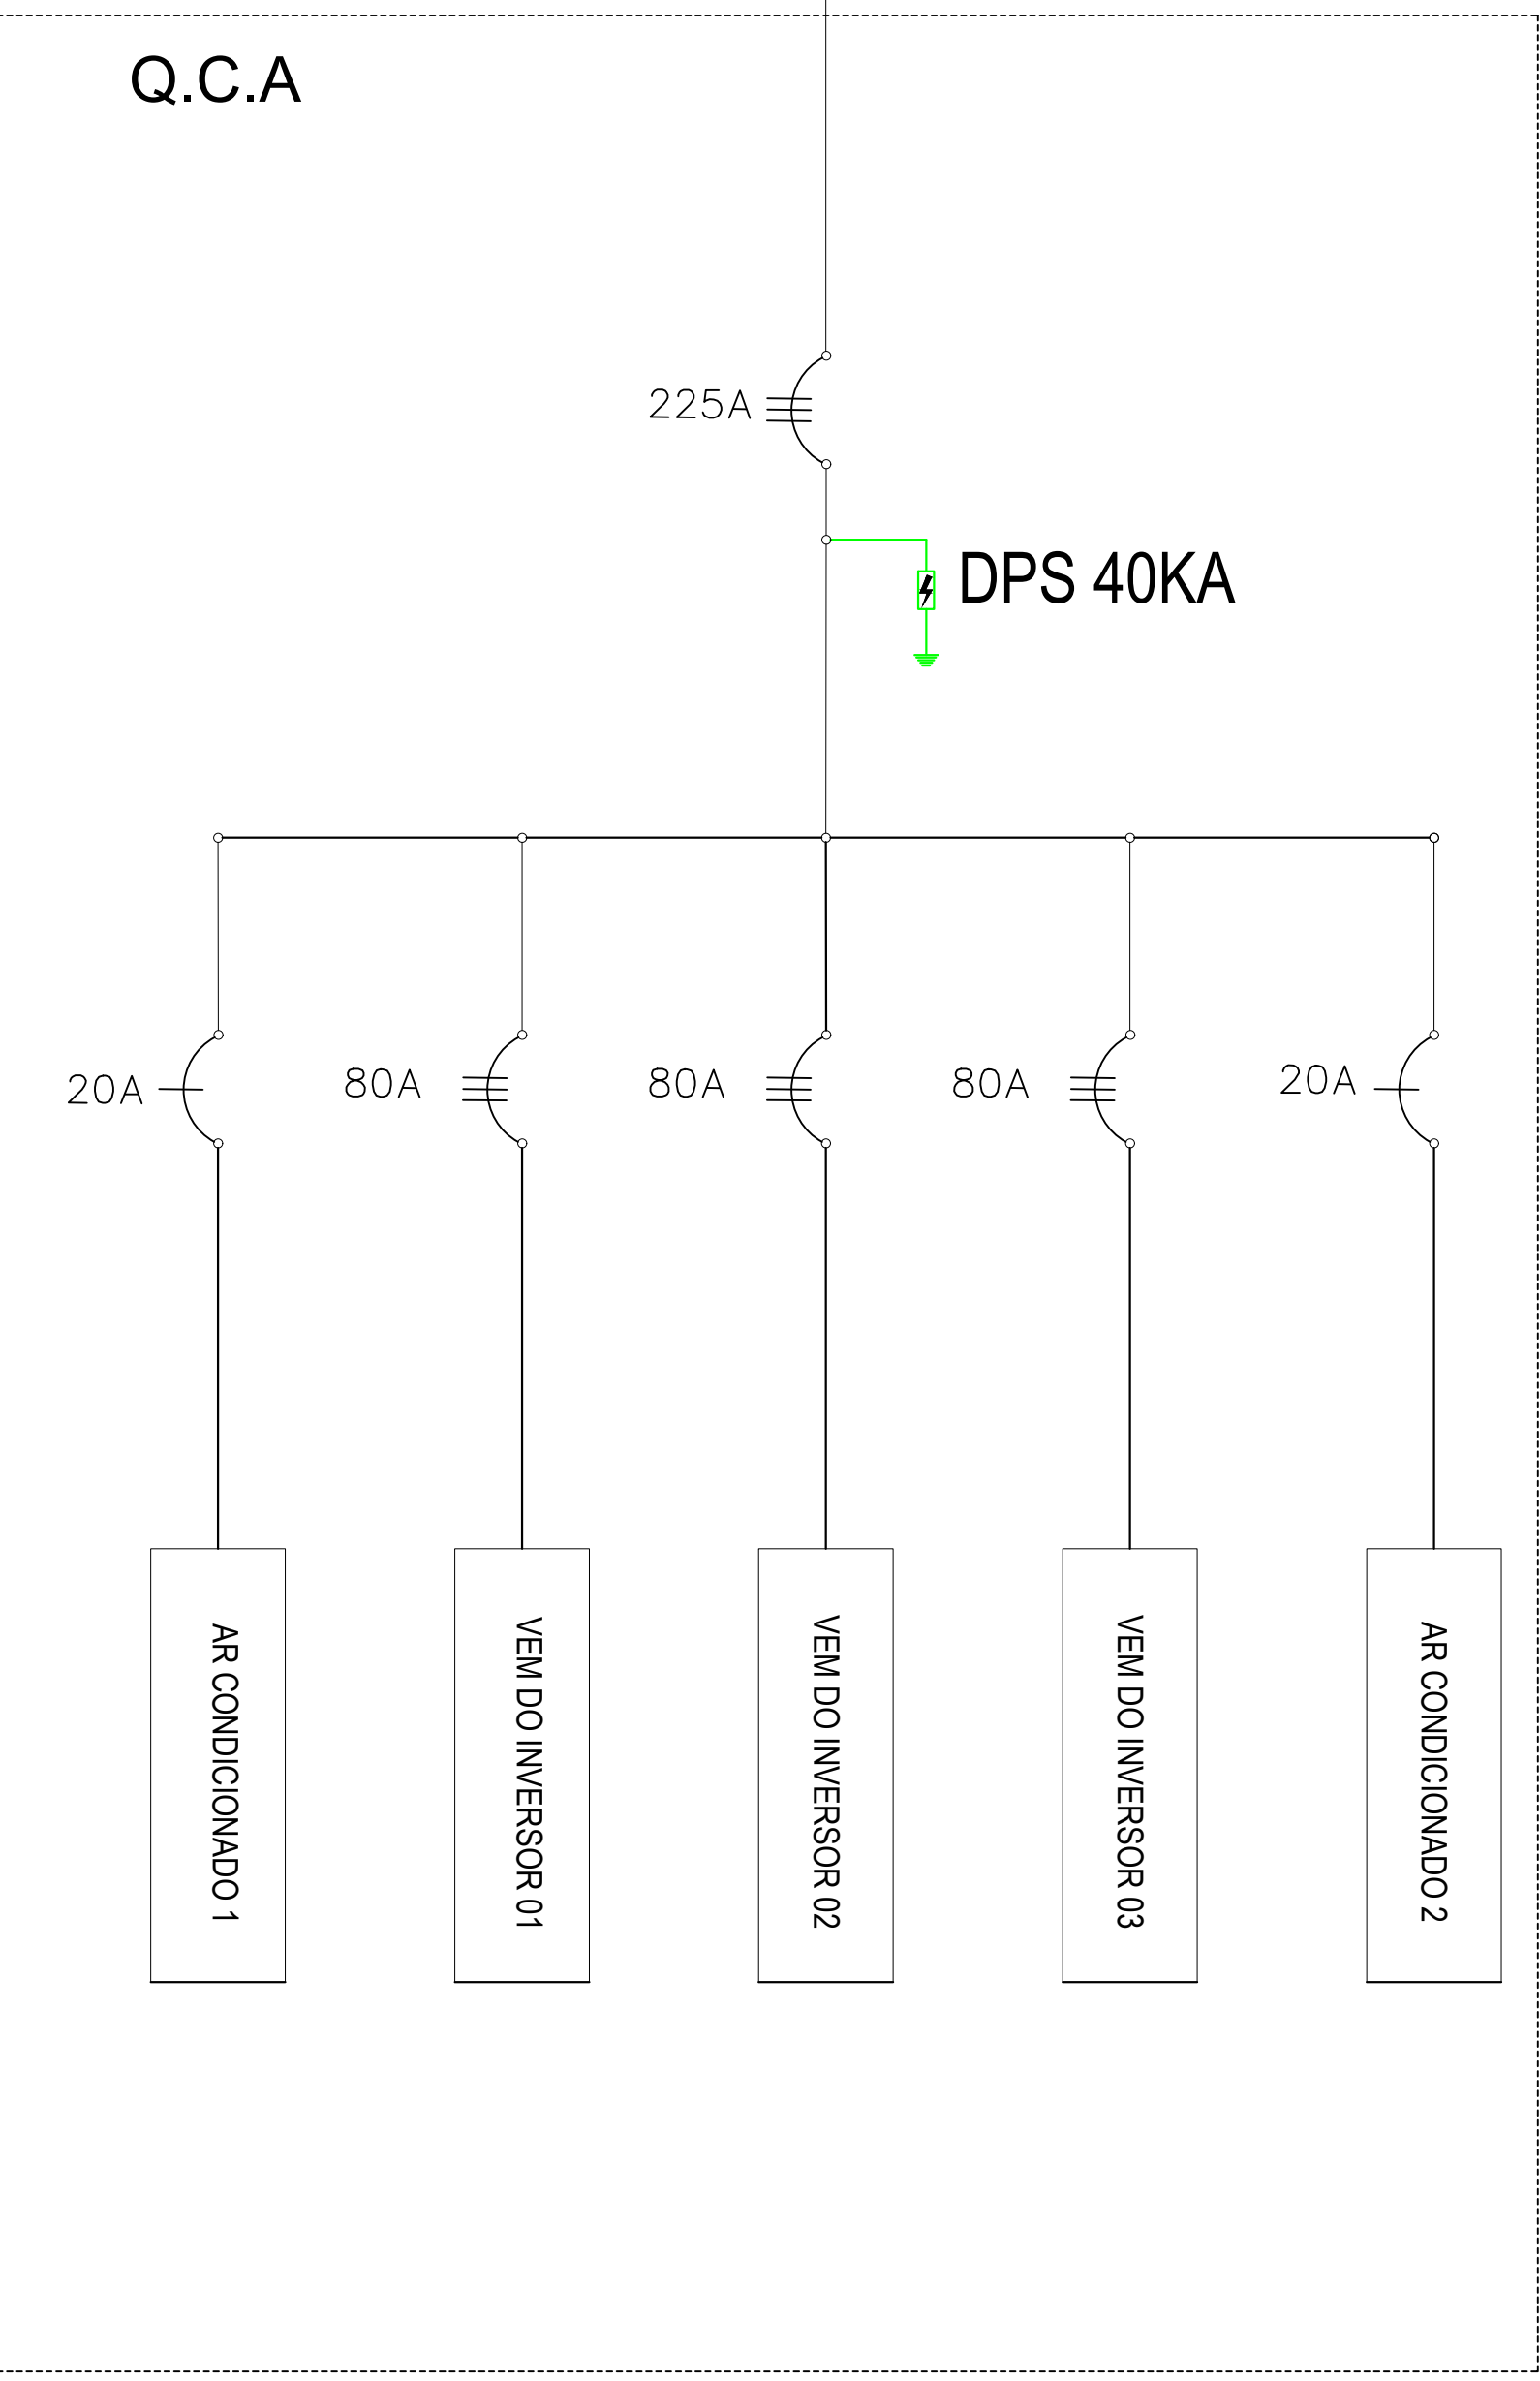 Q.C.A
225A
DPS 40KA
20A
80A
80A
80A
20A
AR CONDICIONADO 1
VEM DO INVERSOR 01
VEM DO INVERSOR 02
VEM DO INVERSOR 03
AR CONDICIONADO 2